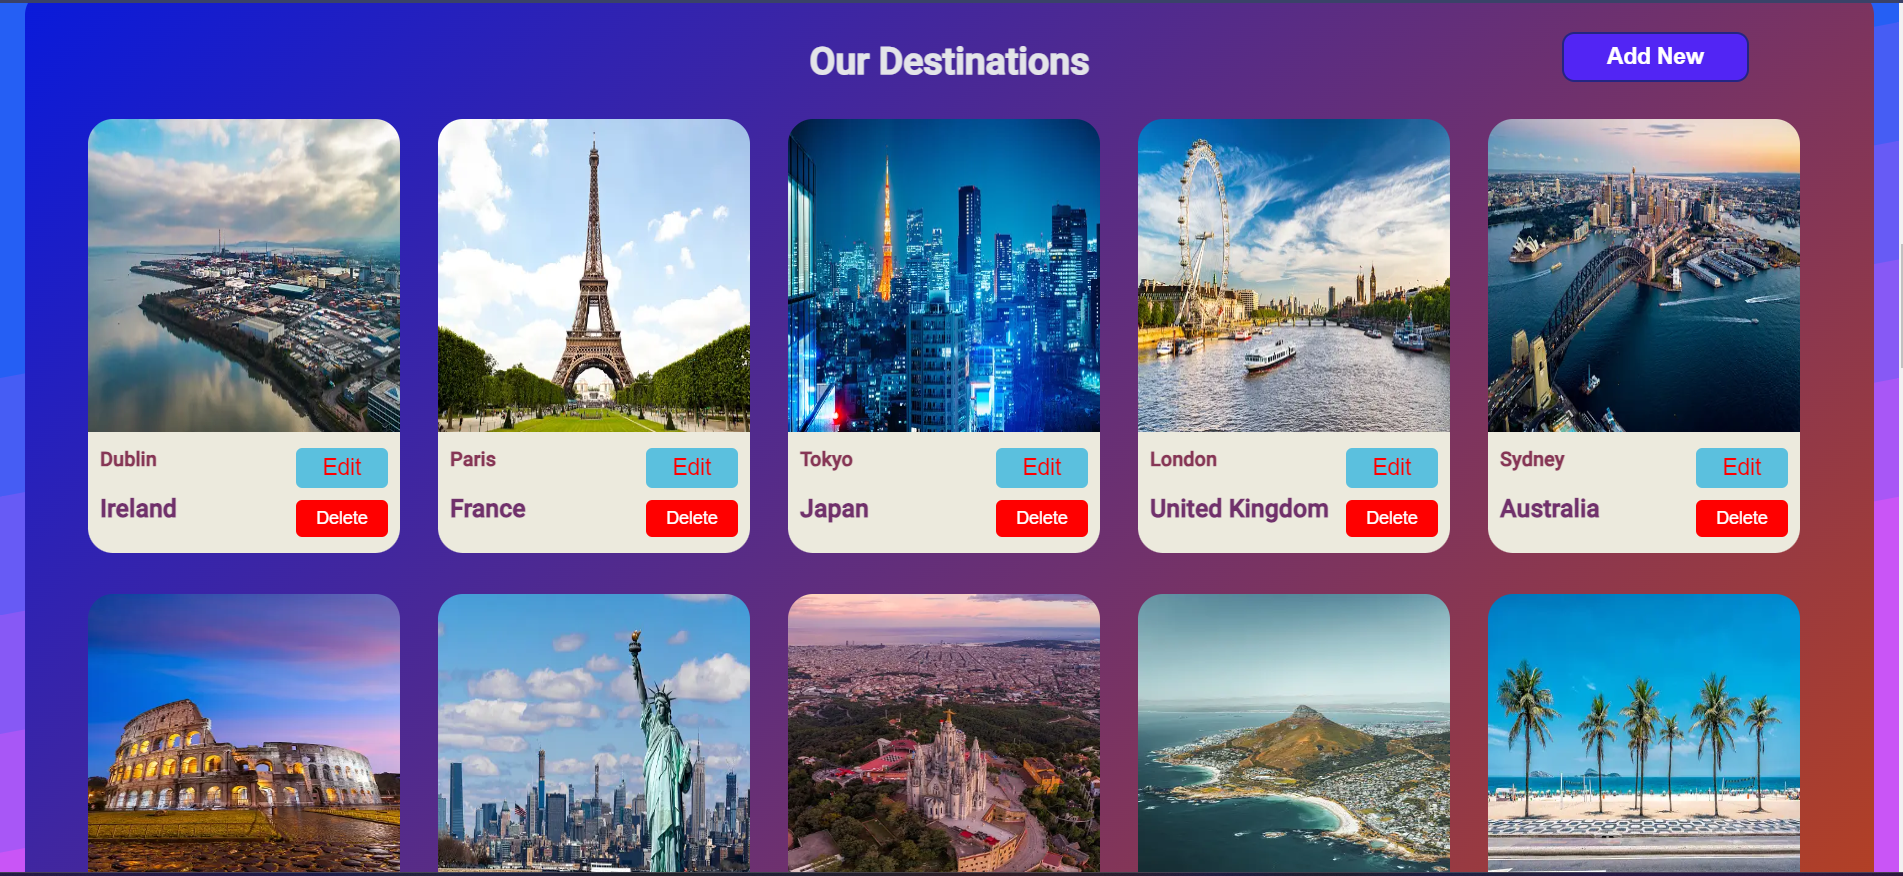 Our Destinations
Add New
Dublin
Edit
Ireland
Delete
Paris
Edit
France
Delete
Tokyo
Edit
Japan
Delete
London
Edit
United Kingdom
Delete
Sydney
Edit
Australia
Delete